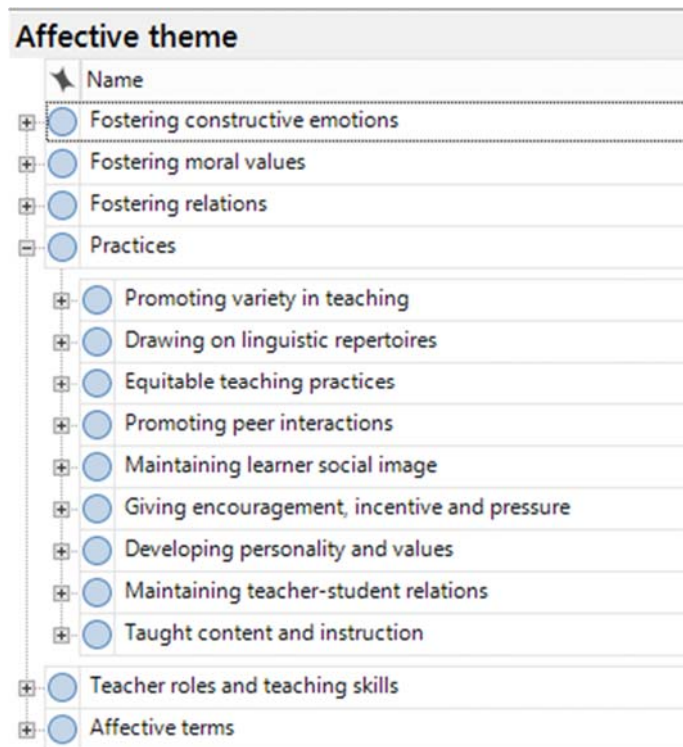 Affective theme
Name
Fostering constructive emotions
Fostering moral values
Fostering relations
Practices
Promoting variety in teaching
Drawing on linguistic repertoires
Equitable teaching practices
Promoting peer interactions
Maintaining learner social image
Giving encouragement, incentive and pressure
Developing personality and values
Maintaining teacher-student relations
Taught content and instruction
Teacher roles and teaching skills
Affective terms